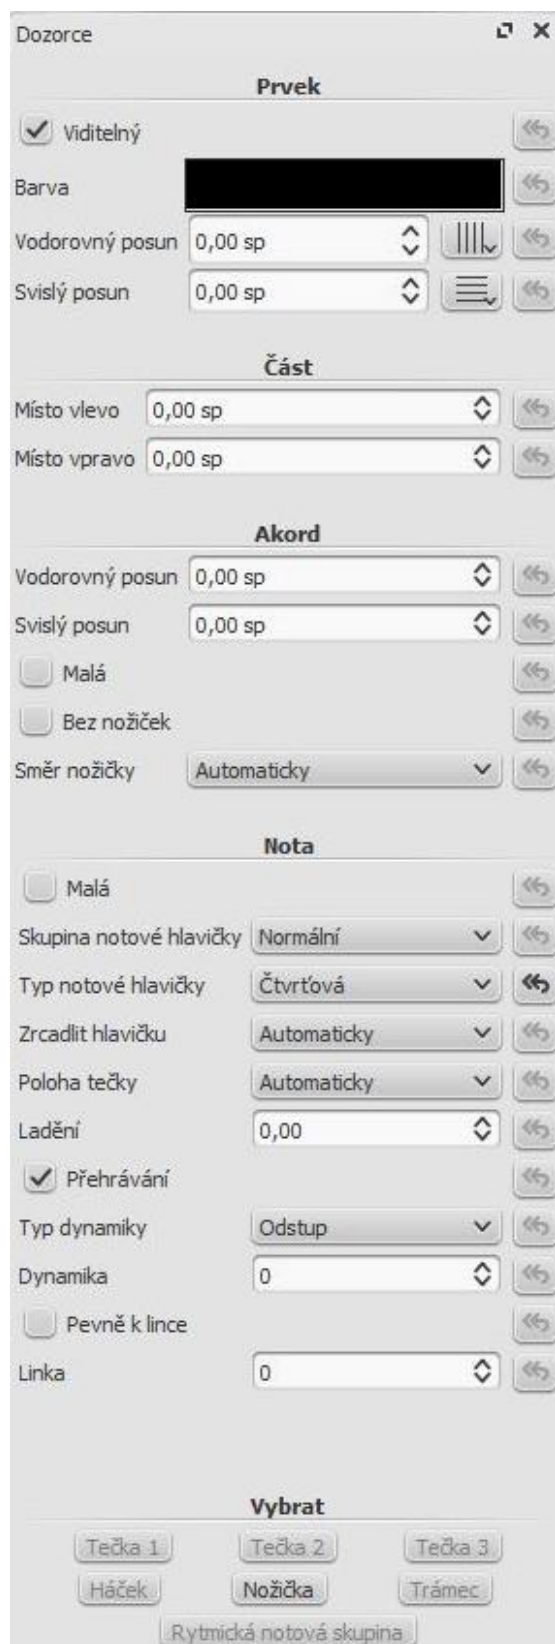 Dozorce
Prvek
Viditelný
Barva
Vodorovný posun 0,00 sp
Svislý posun 0,00 sp
Část
Místo vlevo 0,00 sp
Místo vpravo 0,00 sp
Akord
Vodorovný posun 0,00 sp
Svislý posun 0,00 sp
Malá
Bez nožiček
Směr nožičky Automaticky
Nota
Malá
Skupina notové hlavičky Normální
Typ notové hlavičky Čtvrťová
Zrcadlit hlavičku Automaticky
Poloha tečky Automaticky
Ladění 0,00
Přehrávání
Typ dynamiky Odstup
Dynamika 0
Pevně k lince
Linka 0
Vybrat
Tečka 1 Tečka 2 Tečka 3
Háček Nožička Trámec
Rytmická notová skupina